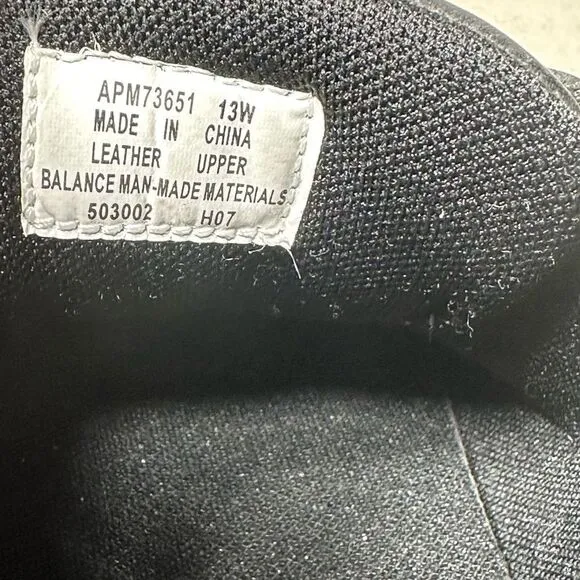 APM73651 13W
MADE IN CHINA
LEATHER UPPER
BALANCE MAN-MADE MATERIALS
503002 H07